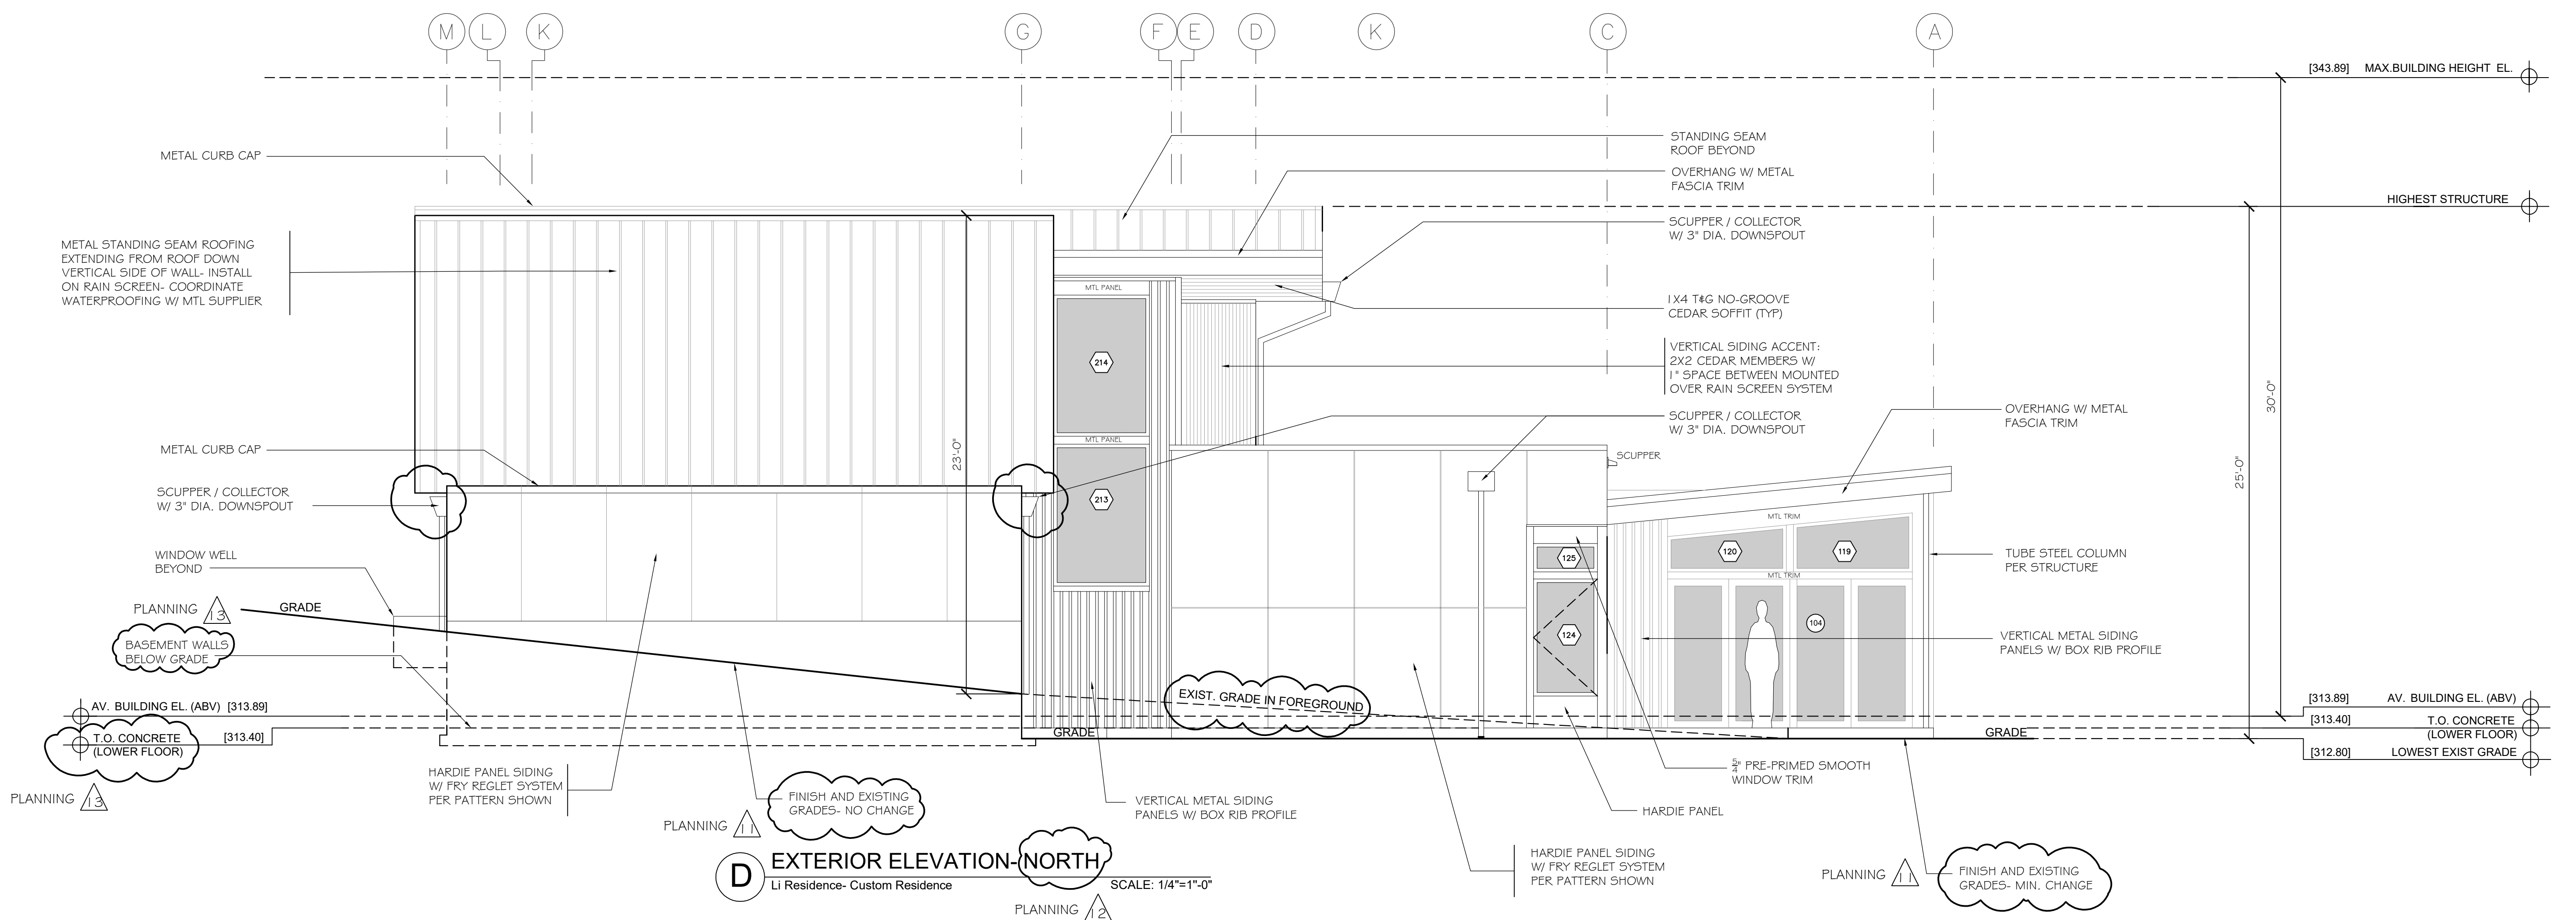 M
L
K
G
F
E
D
K
C
A
[343.89] MAX.BUILDING HEIGHT EL.
STANDING SEAM
ROOF BEYOND
METAL CURB CAP
OVERHANG W/ METAL
FASCIA TRIM
HIGHEST STRUCTURE
SCUPPER / COLLECTOR
W/ 3" DIA. DOWNSPOUT
METAL STANDING SEAM ROOFING
EXTENDING FROM ROOF DOWN
VERTICAL SIDE OF WALL- INSTALL
ON RAIN SCREEN- COORDINATE
WATERPROOFING W/ MTL SUPPLIER
MTL PANEL
1X4 T&G NO-GROOVE
CEDAR SOFFIT (TYP)
214
VERTICAL SIDING ACCENT:
2X2 CEDAR MEMBERS W/
1" SPACE BETWEEN MOUNTED
OVER RAIN SCREEN SYSTEM
30'-0"
OVERHANG W/ METAL
FASCIA TRIM
SCUPPER / COLLECTOR
W/ 3" DIA. DOWNSPOUT
MTL PANEL
METAL CURB CAP
23'-0"
SCUPPER
25'-0"
SCUPPER / COLLECTOR
W/ 3" DIA. DOWNSPOUT
213
MTL TRIM
WINDOW WELL
BEYOND
125
120
119
TUBE STEEL COLUMN
PER STRUCTURE
MTL TRIM
PLANNING 13
GRADE
104
124
BASEMENT WALLS
BELOW GRADE
VERTICAL METAL SIDING
PANELS W/ BOX RIB PROFILE
EXIST. GRADE IN FOREGROUND
AV. BUILDING EL. (ABV) [313.89]
[313.89] AV. BUILDING EL. (ABV)
T.O. CONCRETE [313.40]
(LOWER FLOOR)
[313.40] T.O. CONCRETE
(LOWER FLOOR)
GRADE
GRADE
[312.80] LOWEST EXIST GRADE
PLANNING 13
HARDIE PANEL SIDING
W/ FRY REGLET SYSTEM
PER PATTERN SHOWN
5/4" PRE-PRIMED SMOOTH
WINDOW TRIM
PLANNING 11
FINISH AND EXISTING
GRADES- NO CHANGE
VERTICAL METAL SIDING
PANELS W/ BOX RIB PROFILE
HARDIE PANEL
D
EXTERIOR ELEVATION-NORTH
Li Residence- Custom Residence
SCALE: 1/4"=1"-0"
PLANNING 12
HARDIE PANEL SIDING
W/ FRY REGLET SYSTEM
PER PATTERN SHOWN
PLANNING 11
FINISH AND EXISTING
GRADES- MIN. CHANGE